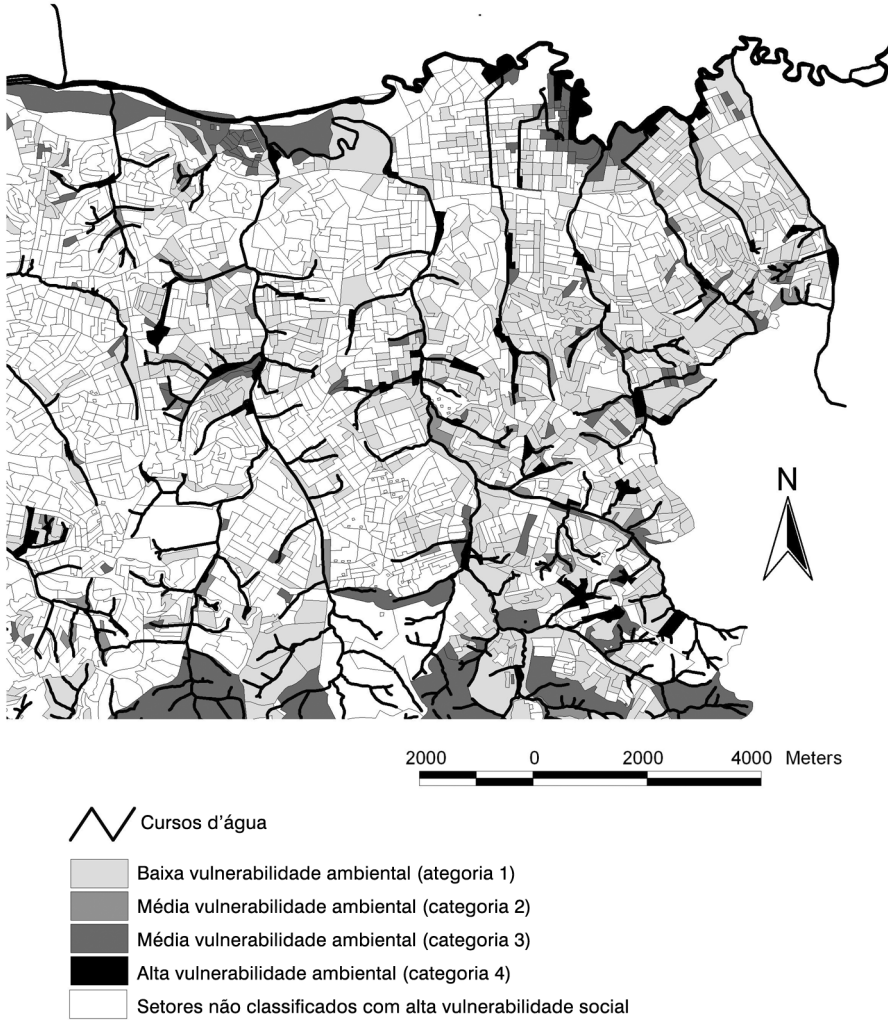 N
2000 0 2000 4000 Meters
Cursos d'água
Baixa vulnerabilidade ambiental (ategoria 1)
Média vulnerabilidade ambiental (categoria 2)
Média vulnerabilidade ambiental (categoria 3)
Alta vulnerabilidade ambiental (categoria 4)
Setores não classificados com alta vulnerabilidade social